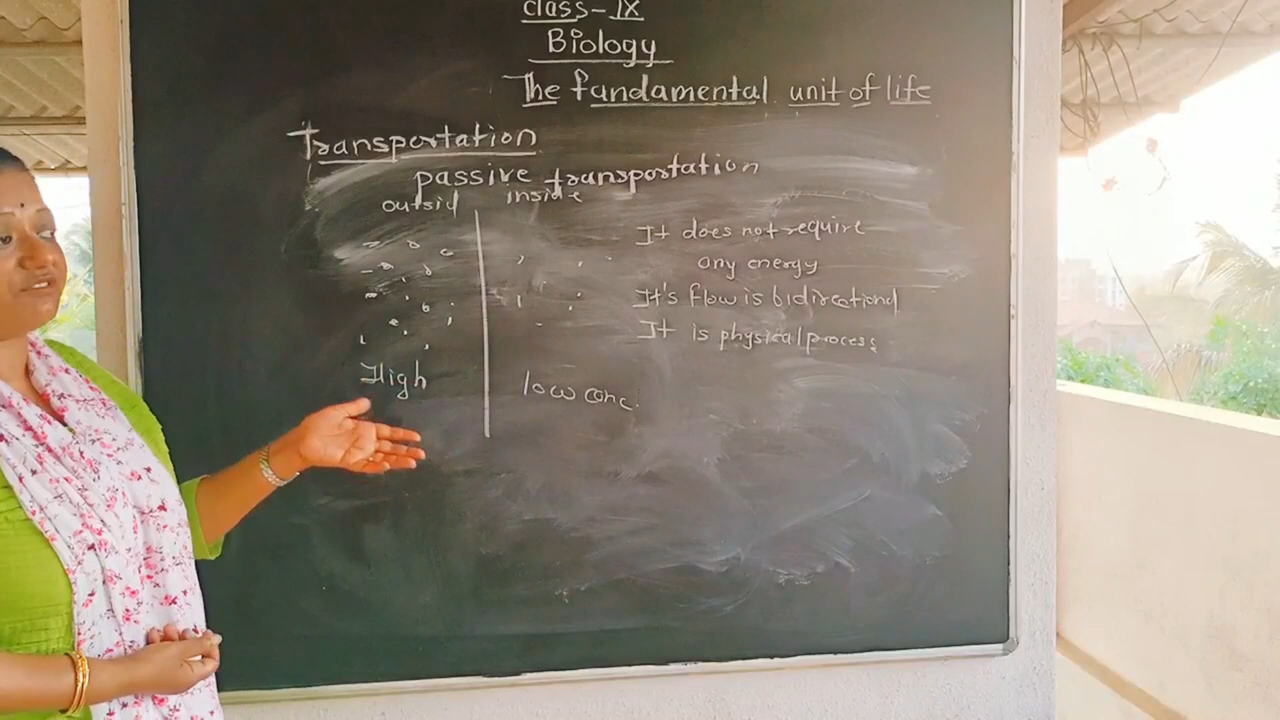 class-IX
Biology
The fundamental unit of life
Transportation
passive transportation
outsid inside
It does not require
any energy
It's flow is bidirectional
It is physical process
High
low conc.